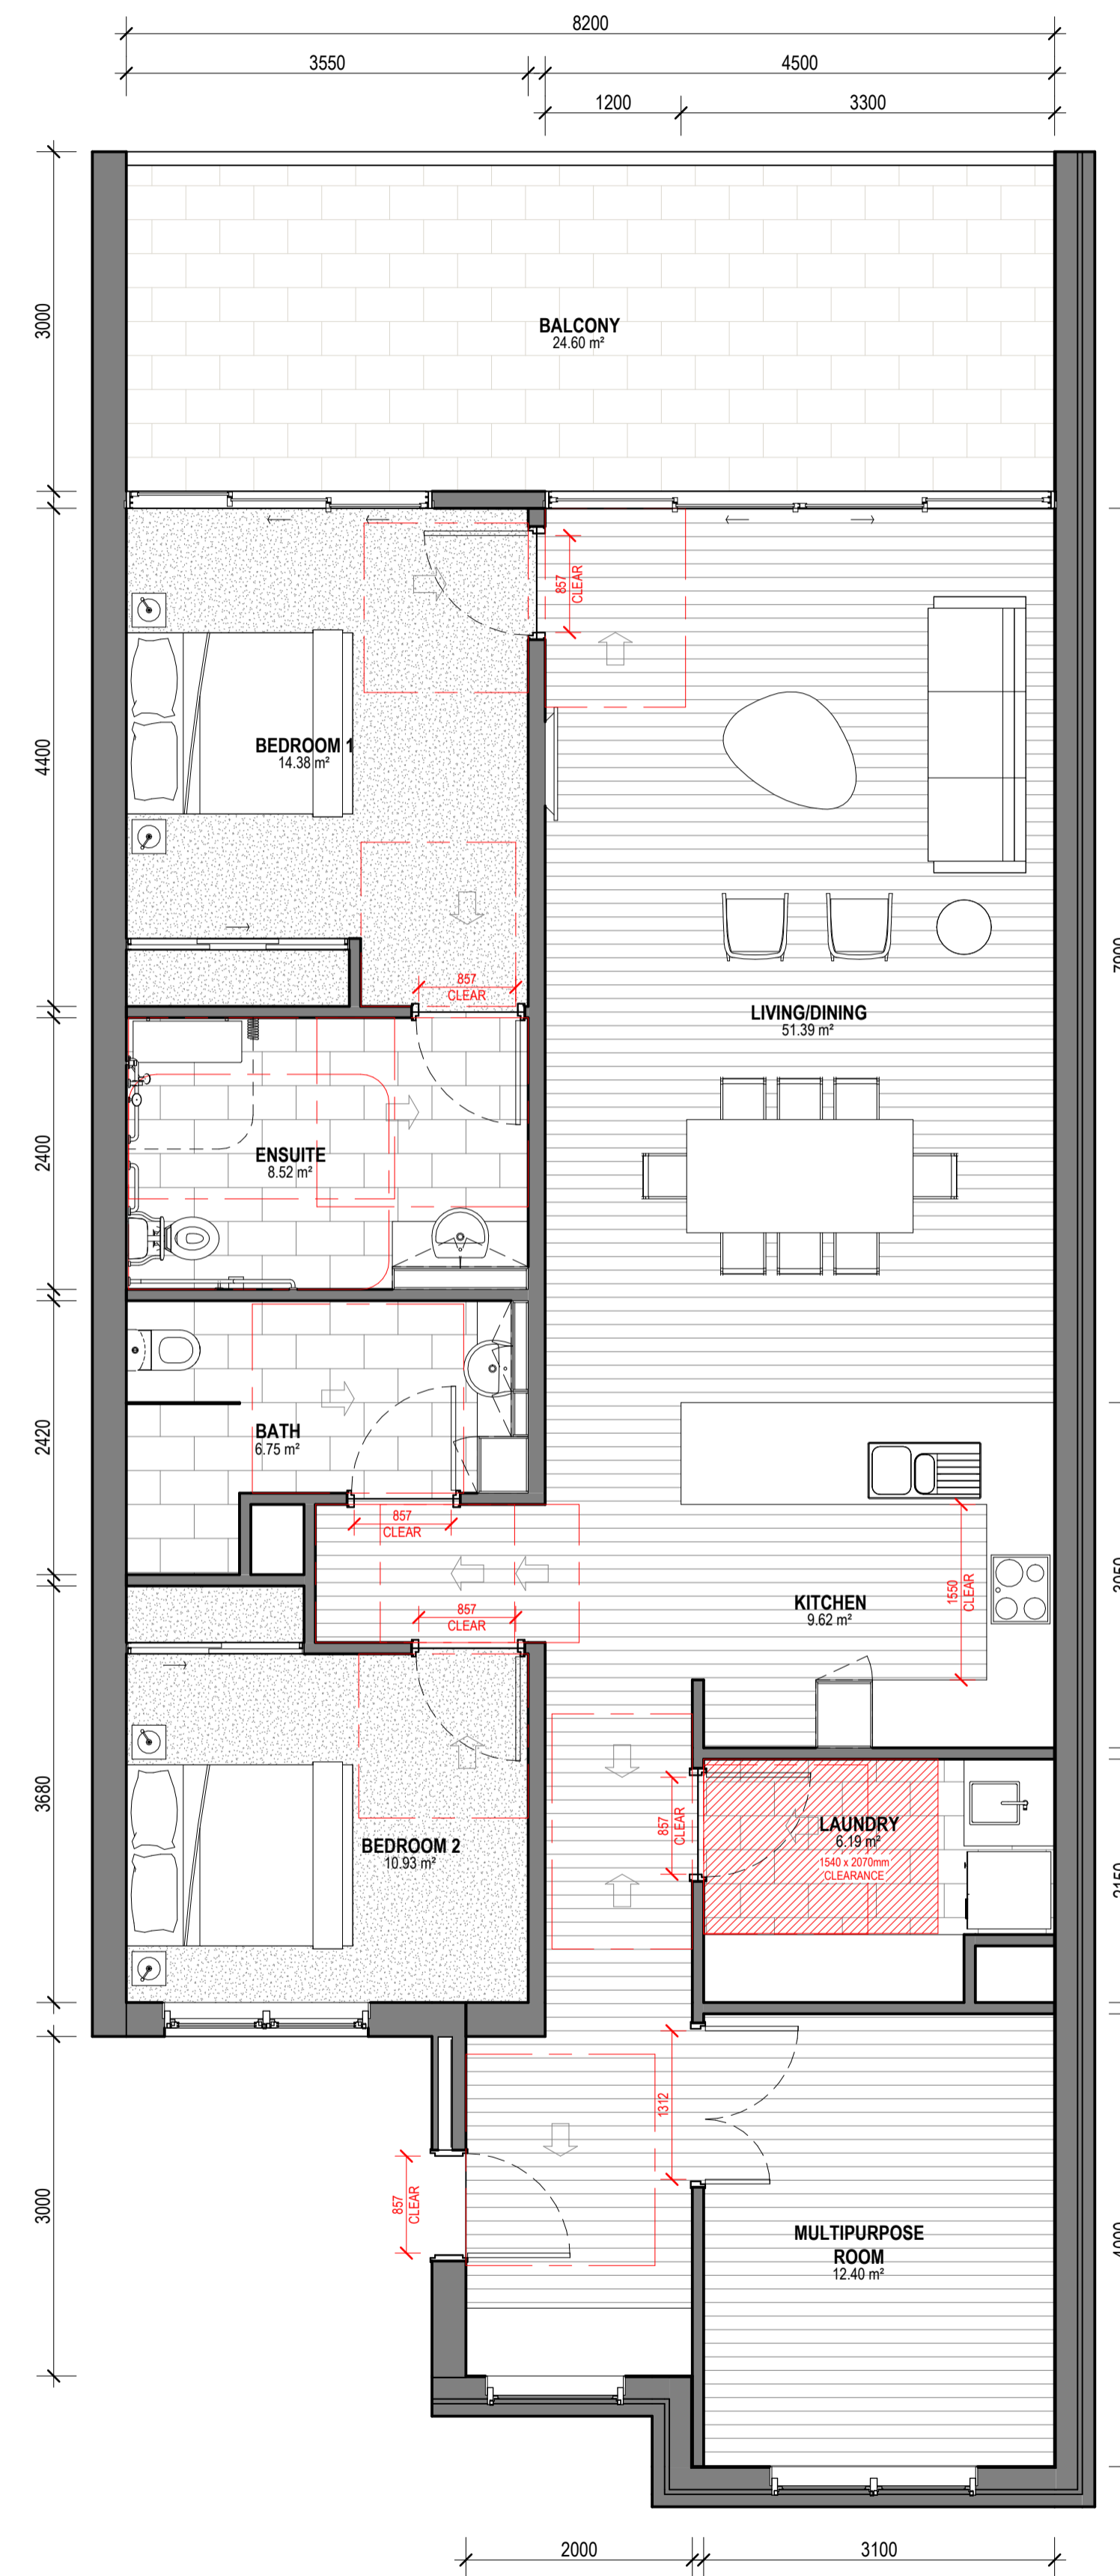 8200
3550
4500
1200
3300
3000
BALCONY
24.60 m²
857
CLEAR
4400
BEDROOM 1
14.38 m²
857
CLEAR
LIVING/DINING
51.39 m²
2400
ENSUITE
8.52 m²
2420
BATH
6.75 m²
857
CLEAR
857
CLEAR
KITCHEN
9.62 m²
1550
CLEAR
3680
BEDROOM 2
10.93 m²
857
CLEAR
LAUNDRY
6.19 m²
1540 x 2070mm
CLEARANCE
1312
3000
857
CLEAR
MULTIPURPOSE
ROOM
12.40 m²
2000
3100